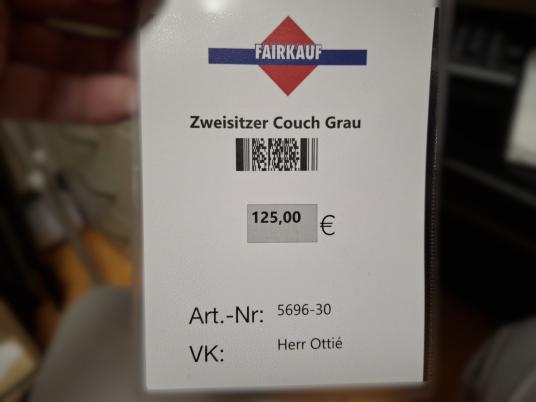 FAIRKAUF
Zweisitzer Couch Grau
125,00 €
Art.-Nr: 5696-30
VK: Herr Ottié